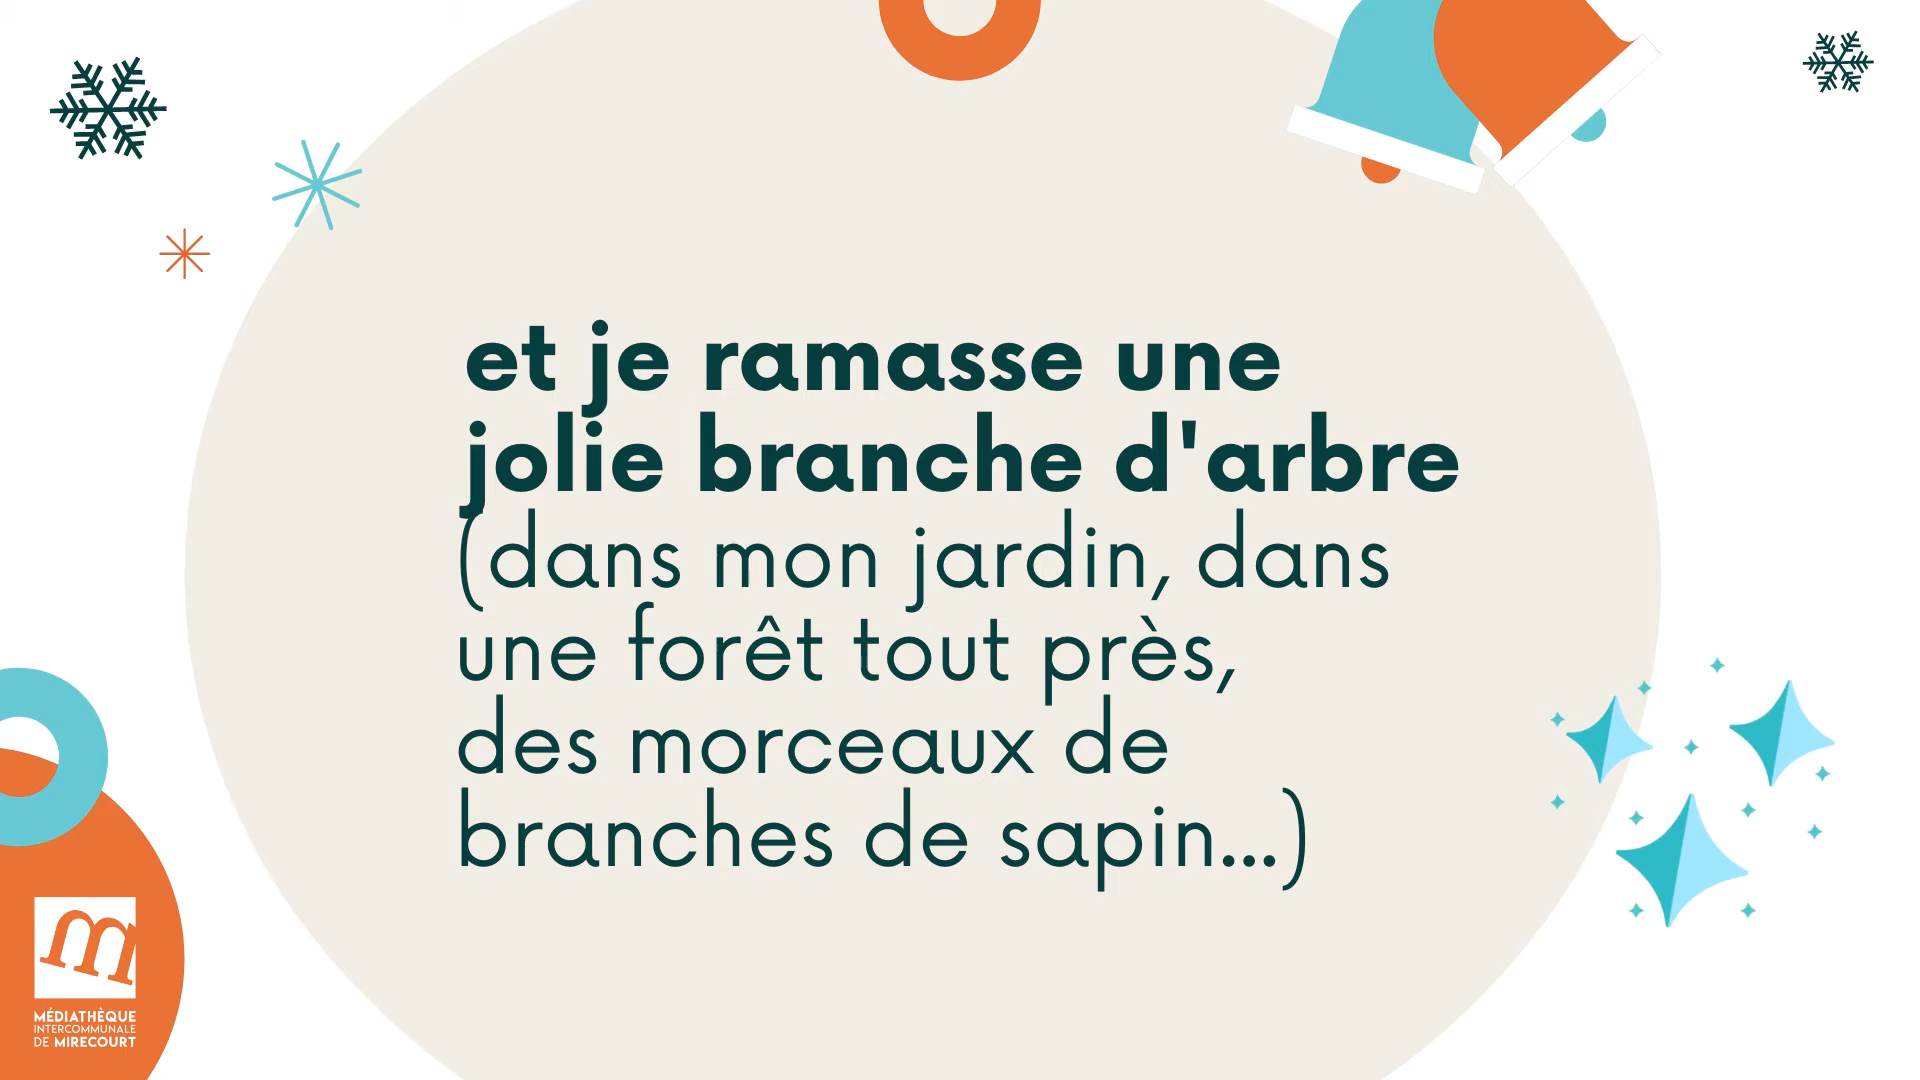 et je ramasse une
jolie branche d'arbre
(dans mon jardin, dans
une forêt tout près,
des morceaux de
branches de sapin...)
m
MÉDIATHÈQUE
INTERCOMMUNALE
DE MIRECOURT